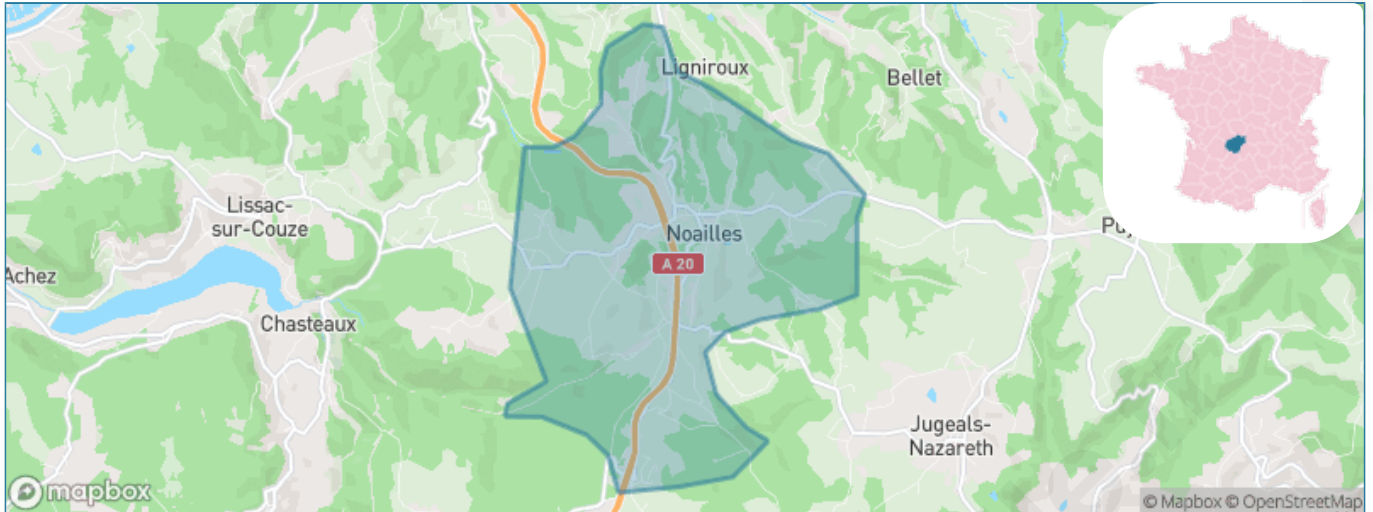 Ligniroux
Bellet
Lissac-
sur-Couze
Noailles
Achez
A 20
Chasteaux
Jugeals-
Nazareth
mapbox
© Mapbox © OpenStreetMap